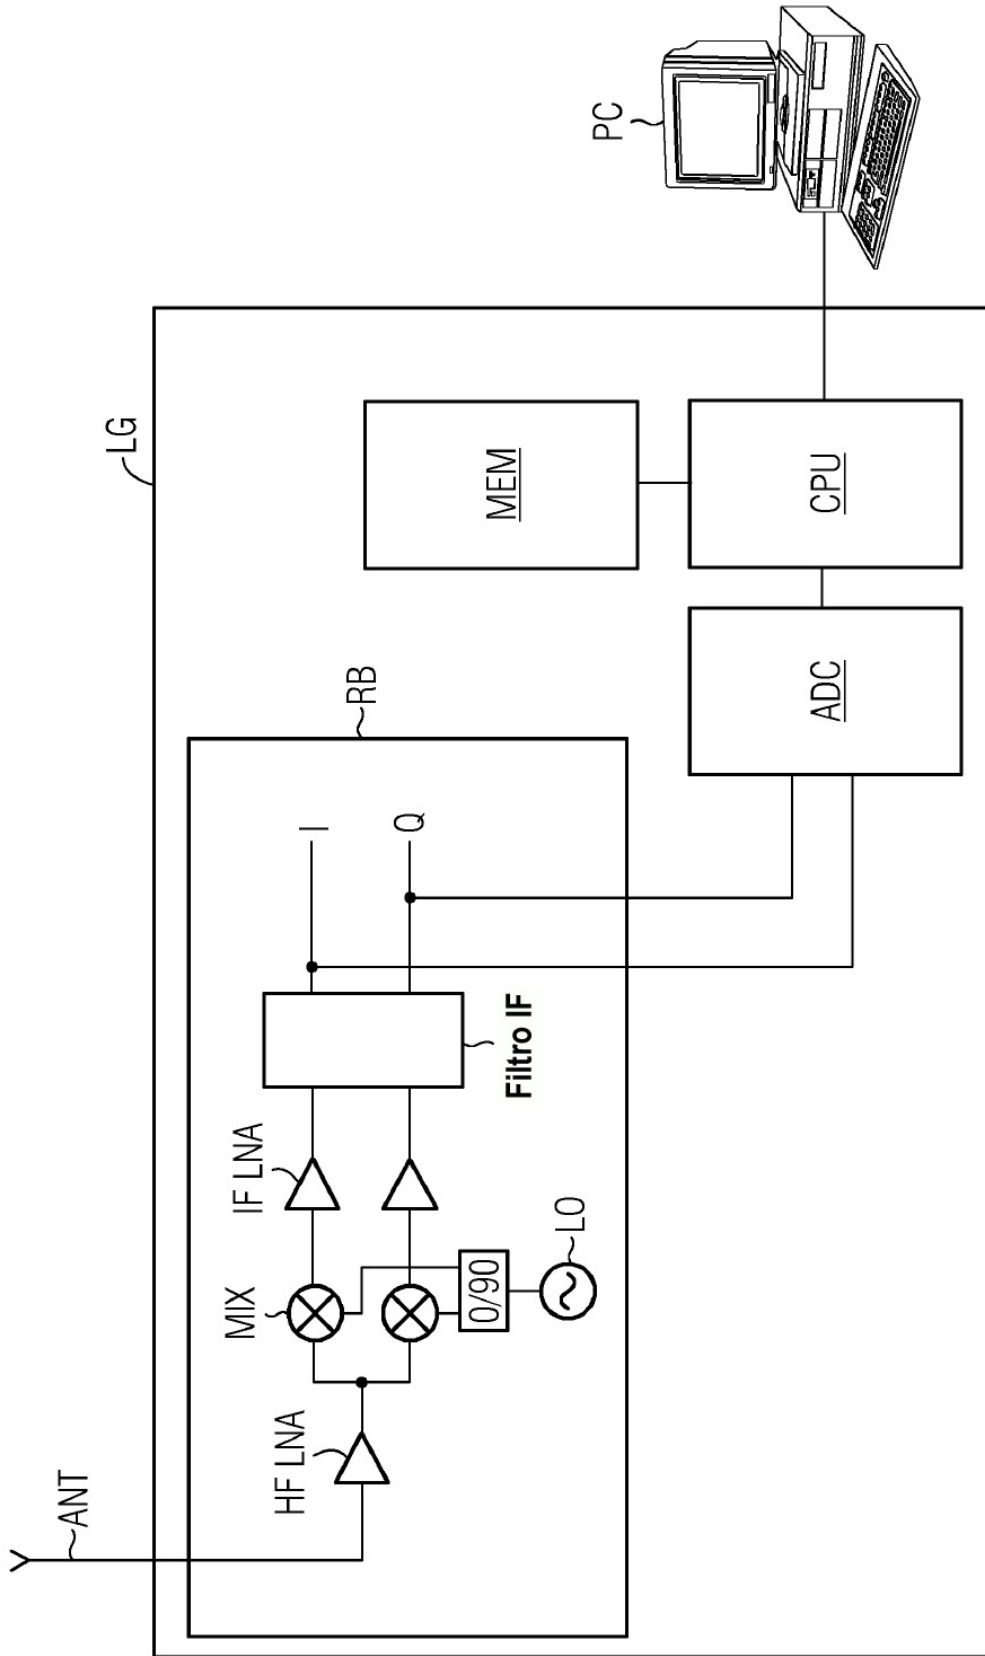 ANT
LG
PC
RB
HF LNA
MIX
IF LNA
Filtro IF
0/90
LO
I
Q
MEM
ADC
CPU